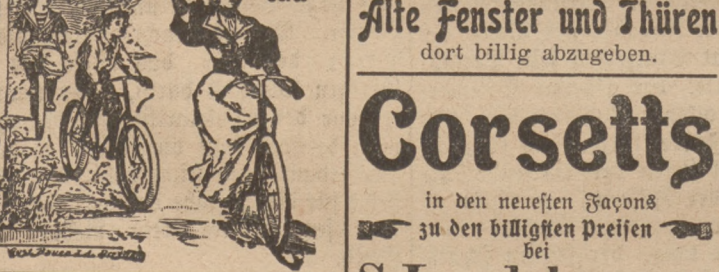 Alte Fenster und Thüren
dort billig abzugeben.
Corsetts
in den neueſten Façons
zu den billigſten Preiſen
bei